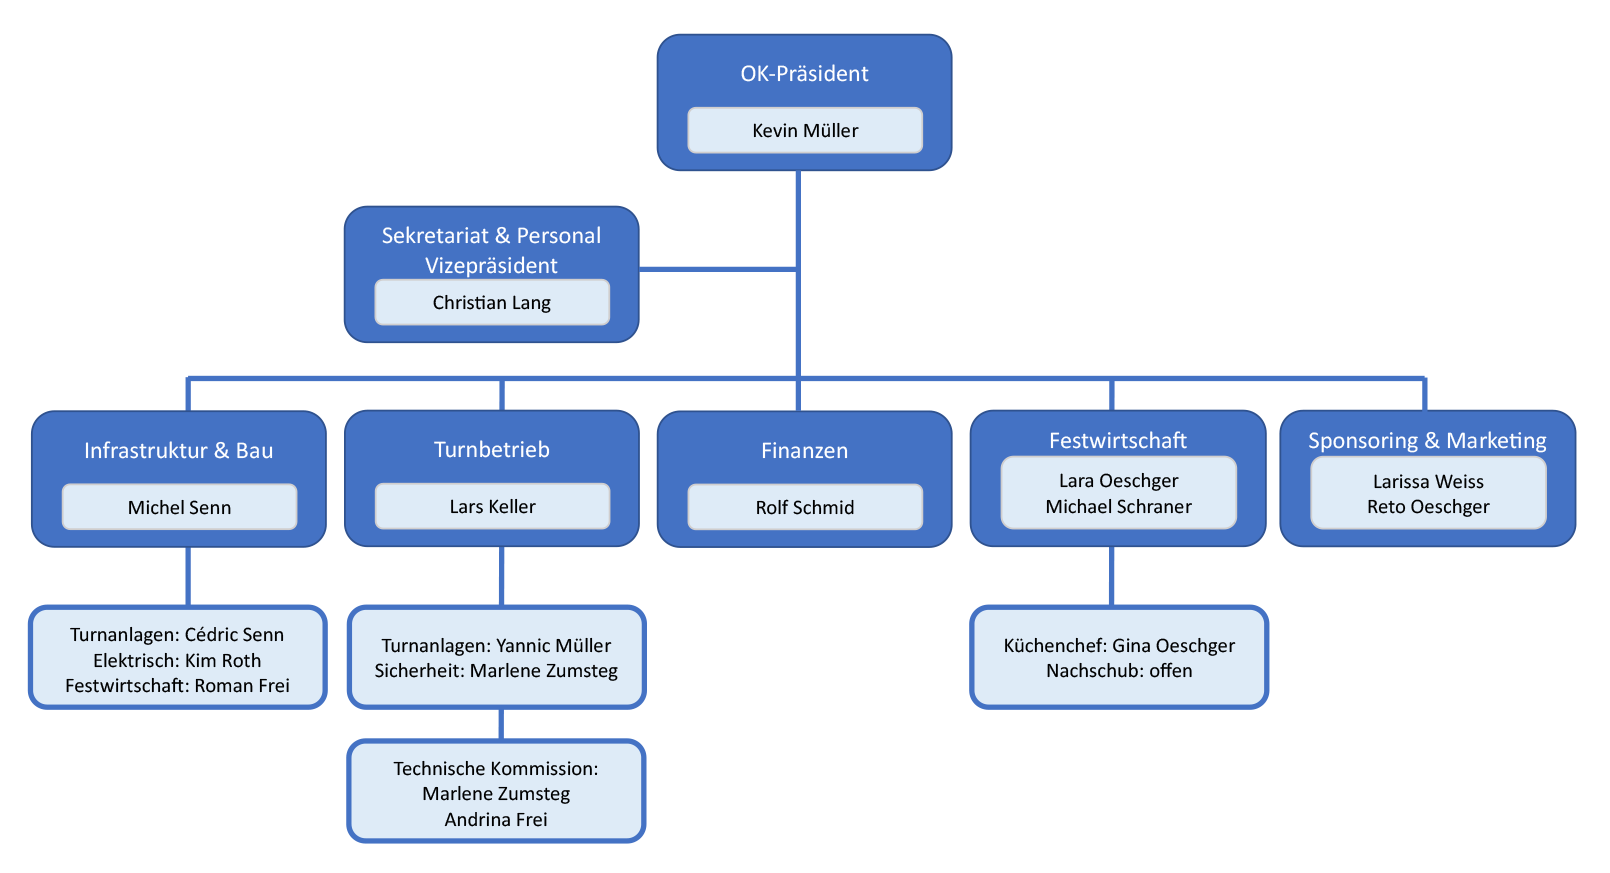 OK-Präsident
Kevin Müller
Sekretariat & Personal
Vizepräsident
Christian Lang
Infrastruktur & Bau
Michel Senn
Turnbetrieb
Lars Keller
Finanzen
Rolf Schmid
Festwirtschaft
Lara Oeschger
Michael Schraner
Sponsoring & Marketing
Larissa Weiss
Reto Oeschger
Turnanlagen: Cédric Senn
Elektrisch: Kim Roth
Festwirtschaft: Roman Frei
Turnanlagen: Yannic Müller
Sicherheit: Marlene Zumsteg
Küchenchef: Gina Oeschger
Nachschub: offen
Technische Kommission:
Marlene Zumsteg
Andrina Frei